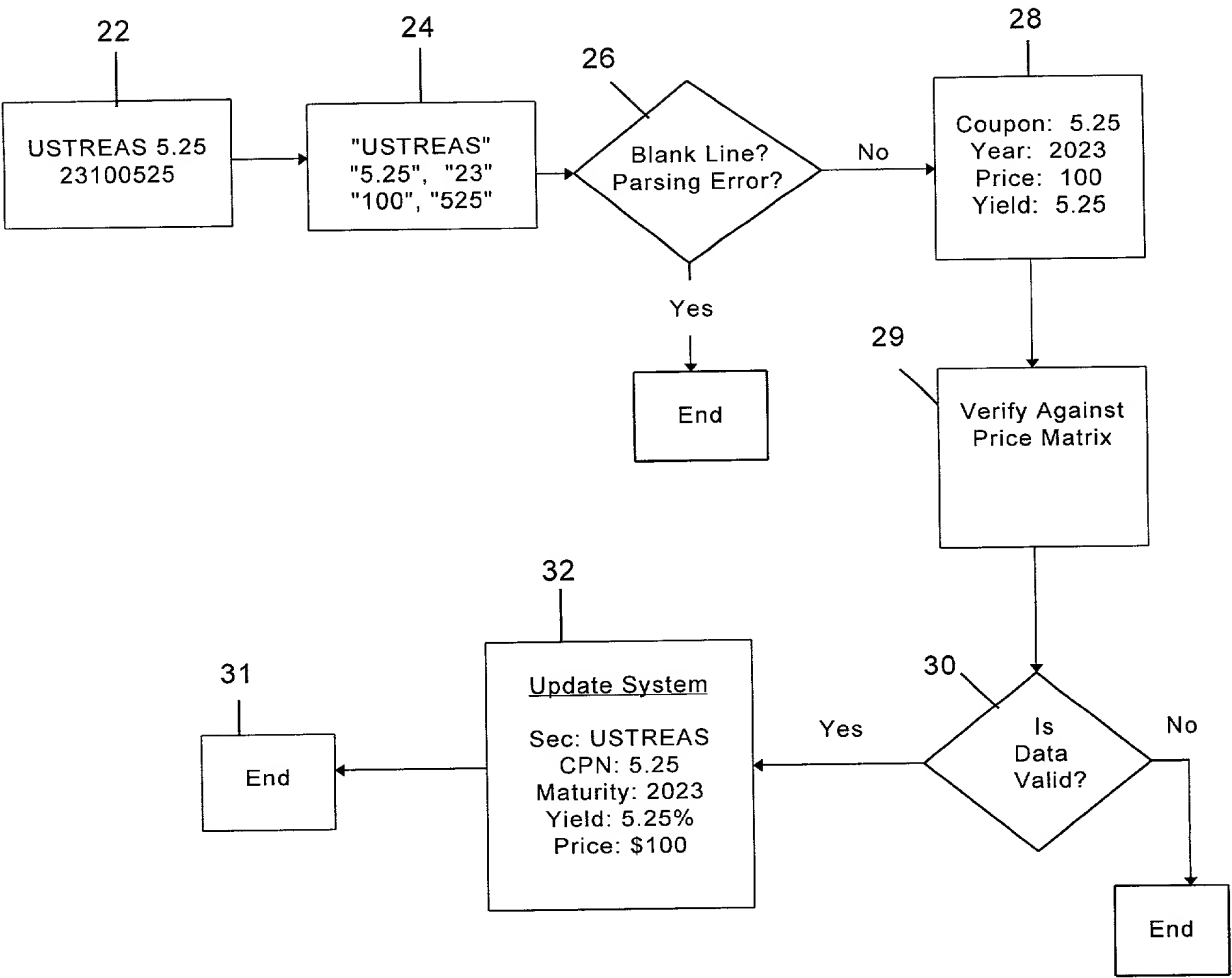 22
24
26
28
USTREAS 5.25
23100525
"USTREAS"
"5.25", "23"
"100", "525"
Blank Line?
Parsing Error?
No
Coupon: 5.25
Year: 2023
Price: 100
Yield: 5.25
Yes
End
29
Verify Against
Price Matrix
30
Is
Data
Valid?
No
End
Yes
32
Update System
Sec: USTREAS
CPN: 5.25
Maturity: 2023
Yield: 5.25%
Price: $100
31
End